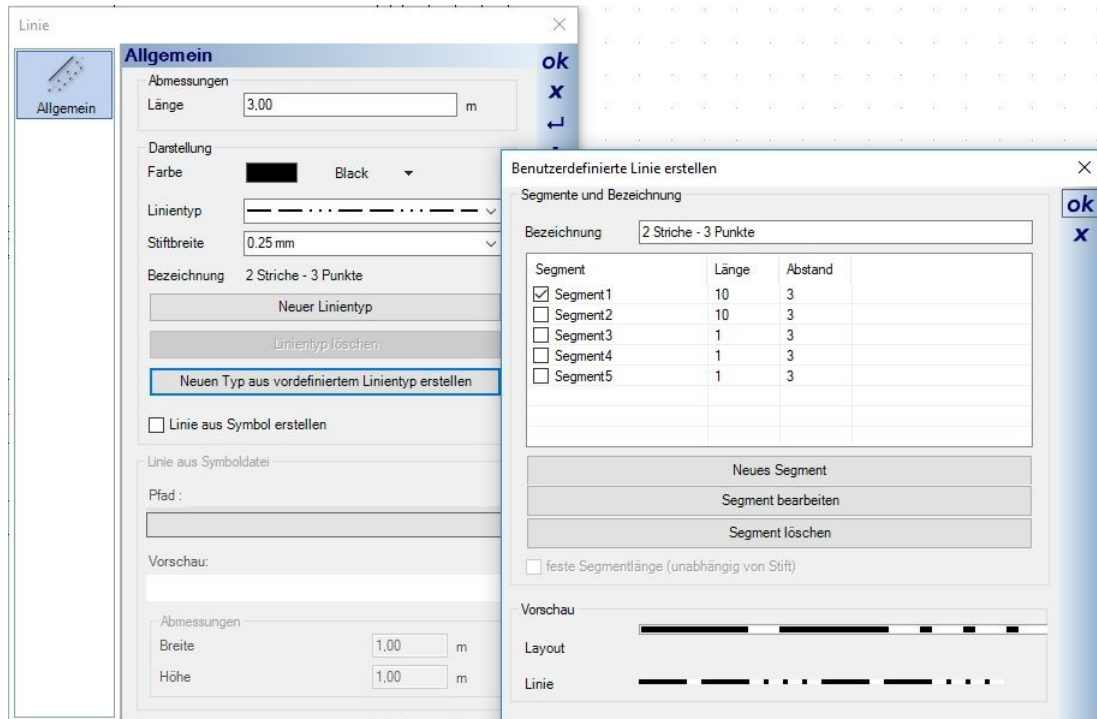 Linie
Allgemein
Allgemein
ok
x
Abmessungen
Länge 3,00 m
Darstellung
Farbe Black
Linientyp
Stiftbreite 0.25 mm
Bezeichnung 2 Striche - 3 Punkte
Neuer Linientyp
Linientyp löschen
Neuen Typ aus vordefiniertem Linientyp erstellen
Linie aus Symbol erstellen
Linie aus Symboldatei
Pfad :
Vorschau:
Abmessungen
Breite 1,00 m
Höhe 1,00 m
Benutzerdefinierte Linie erstellen
ok
x
Segmente und Bezeichnung
Bezeichnung 2 Striche - 3 Punkte
Segment Länge Abstand
Segment1 10 3
Segment2 10 3
Segment3 1 3
Segment4 1 3
Segment5 1 3
Neues Segment
Segment bearbeiten
Segment löschen
feste Segmentlänge (unabhängig von Stift)
Vorschau
Layout
Linie